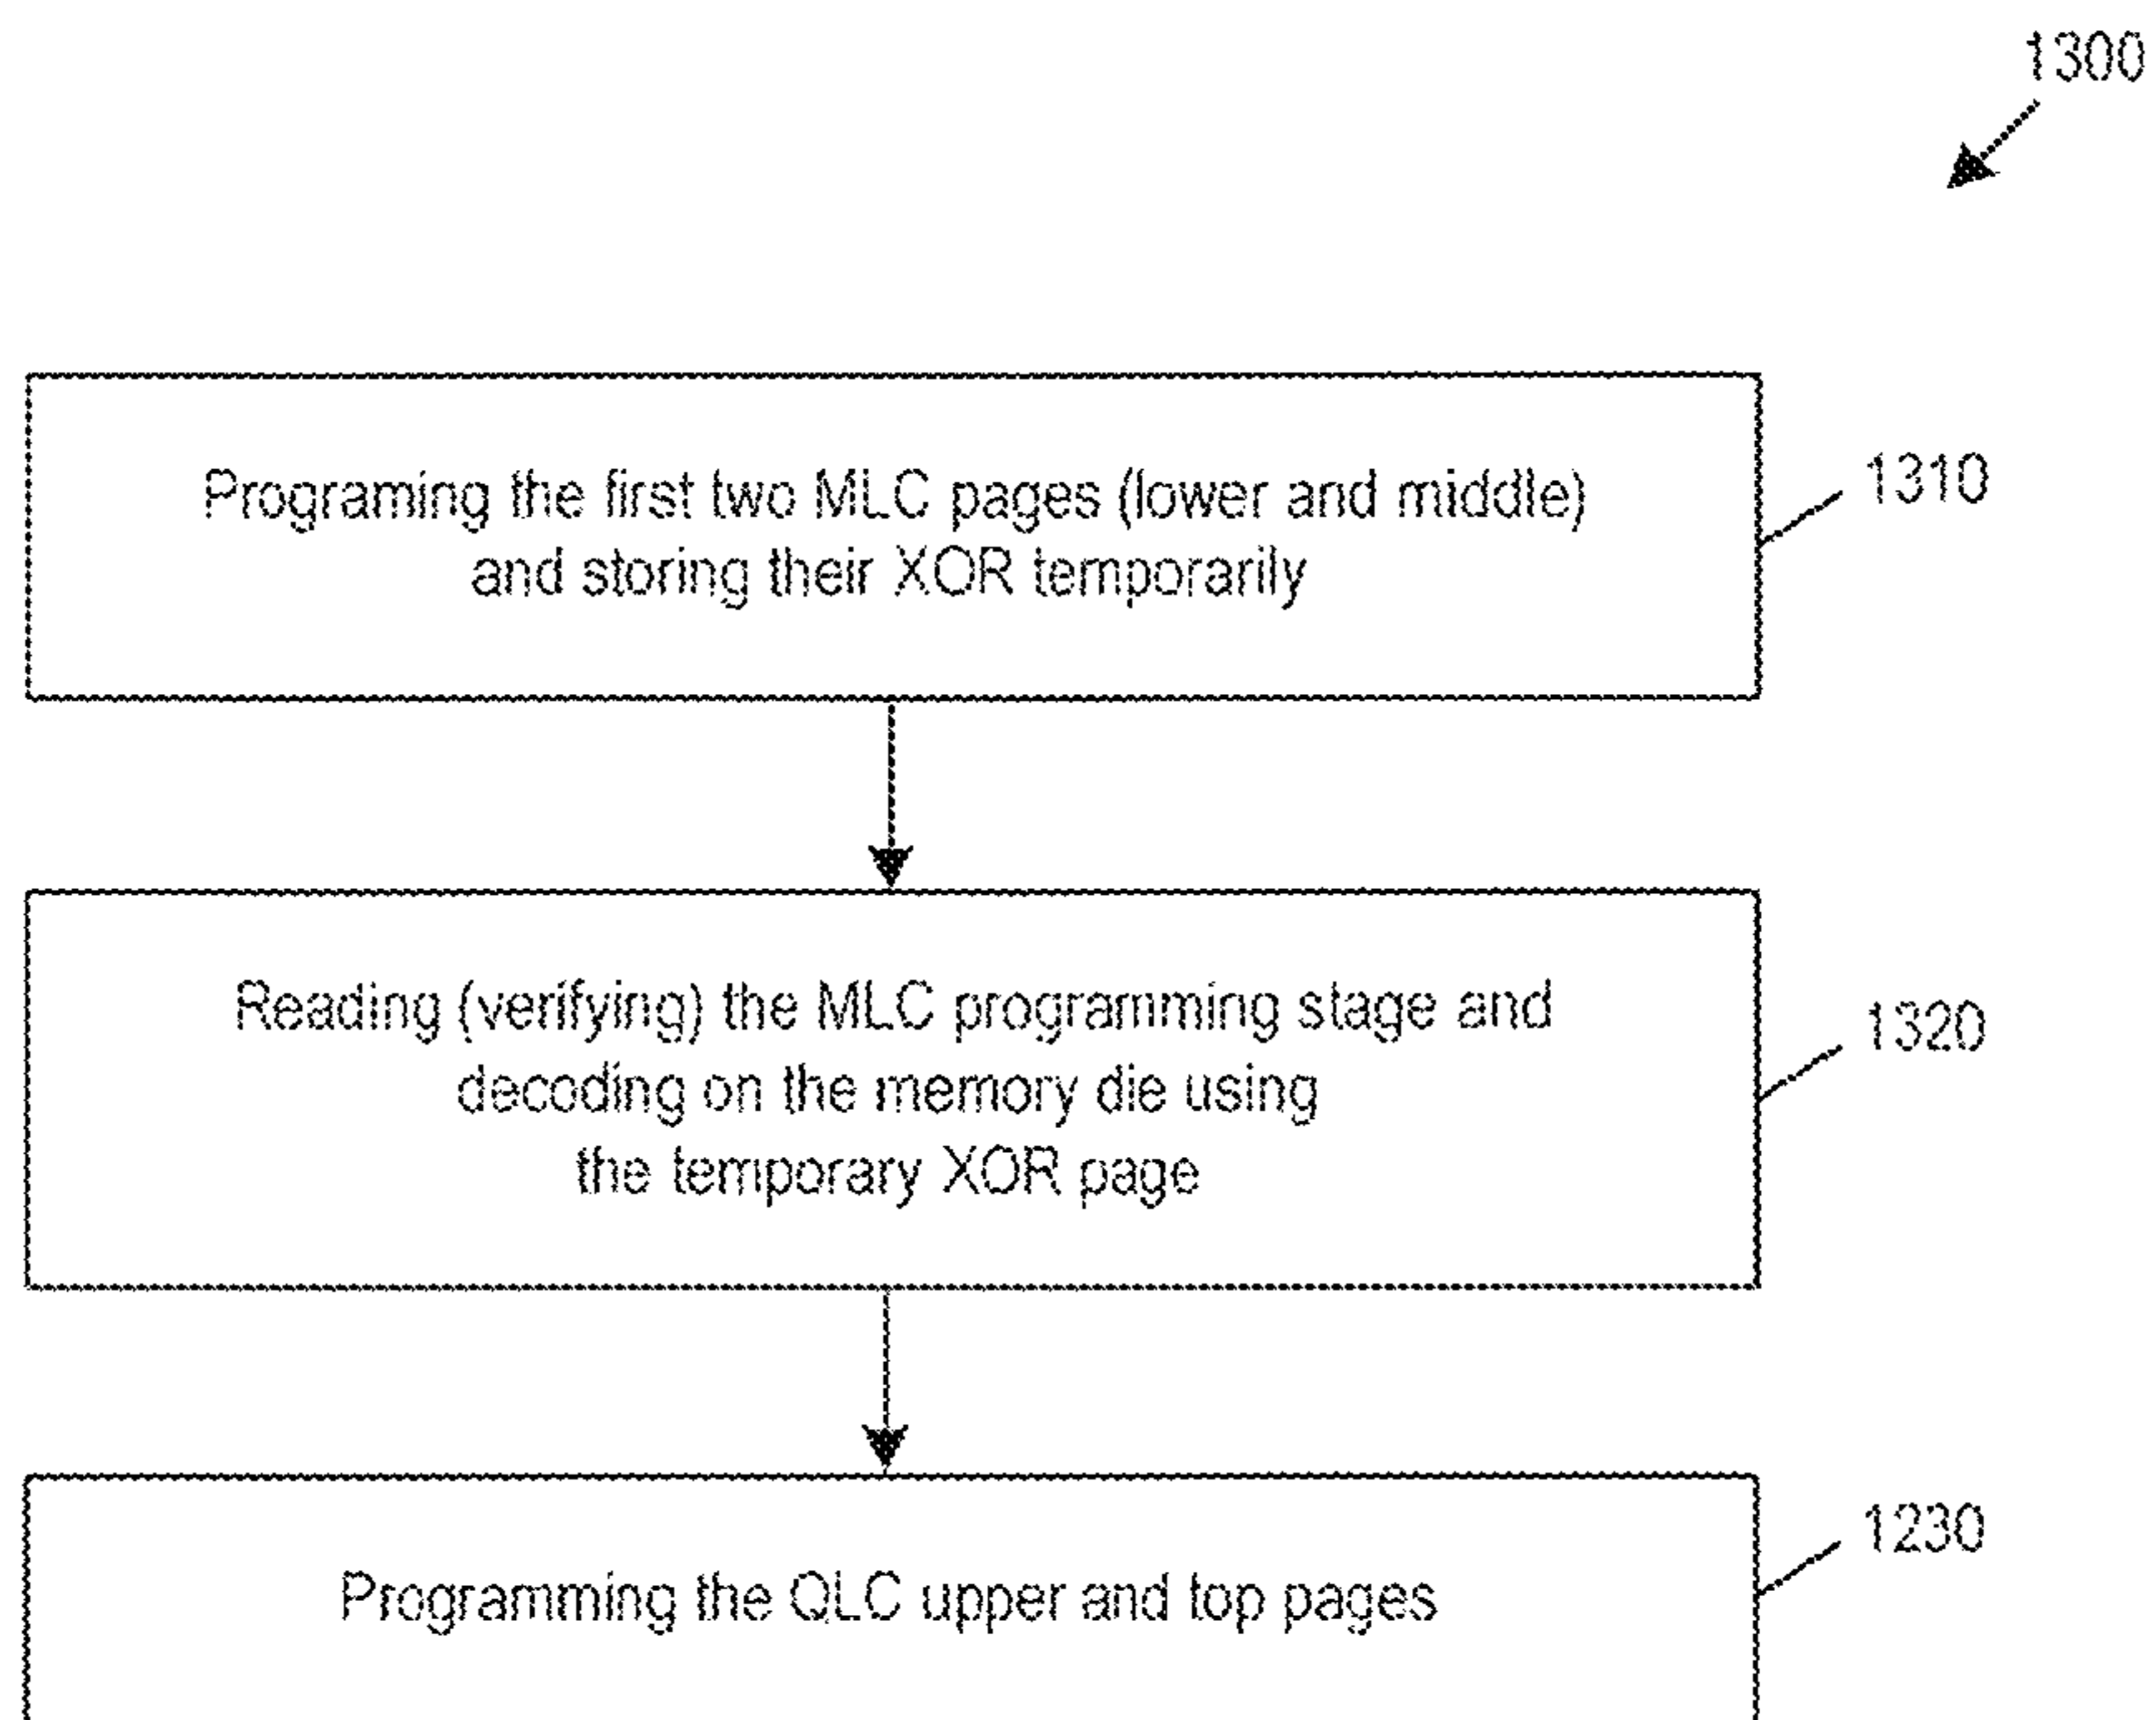 1300
Programing the first two MLC pages (lower and middle)
and storing their XOR temporarily
1310
Reading (verifying) the MLC programming stage and
decoding on the memory die using
the temporary XOR page
1320
Programming the QLC upper and top pages
1230